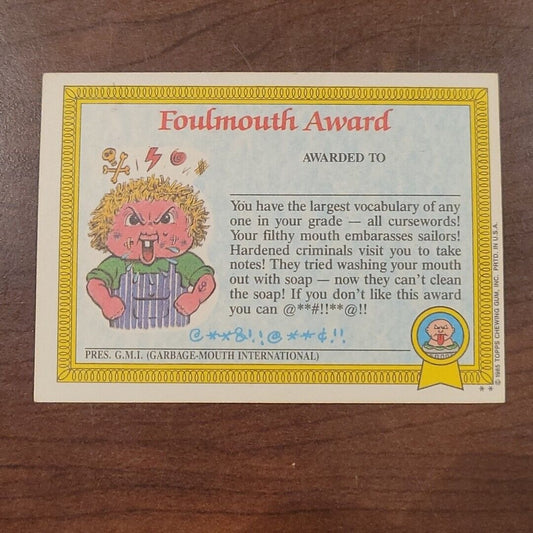 Foulmouth Award
AWARDED TO
You have the largest vocabulary of any
one in your grade — all cursewords!
Your filthy mouth embarasses sailors!
Hardened criminals visit you to take
notes! They tried washing your mouth
out with soap — now they can't clean
the soap! If you don't like this award
you can @**#!!**@!!
@**&!!@**¢!!
PRES. G.M.I. (GARBAGE-MOUTH INTERNATIONAL)
**© 1985 TOPPS CHEWING GUM, INC. PRTD. IN U.S.A.